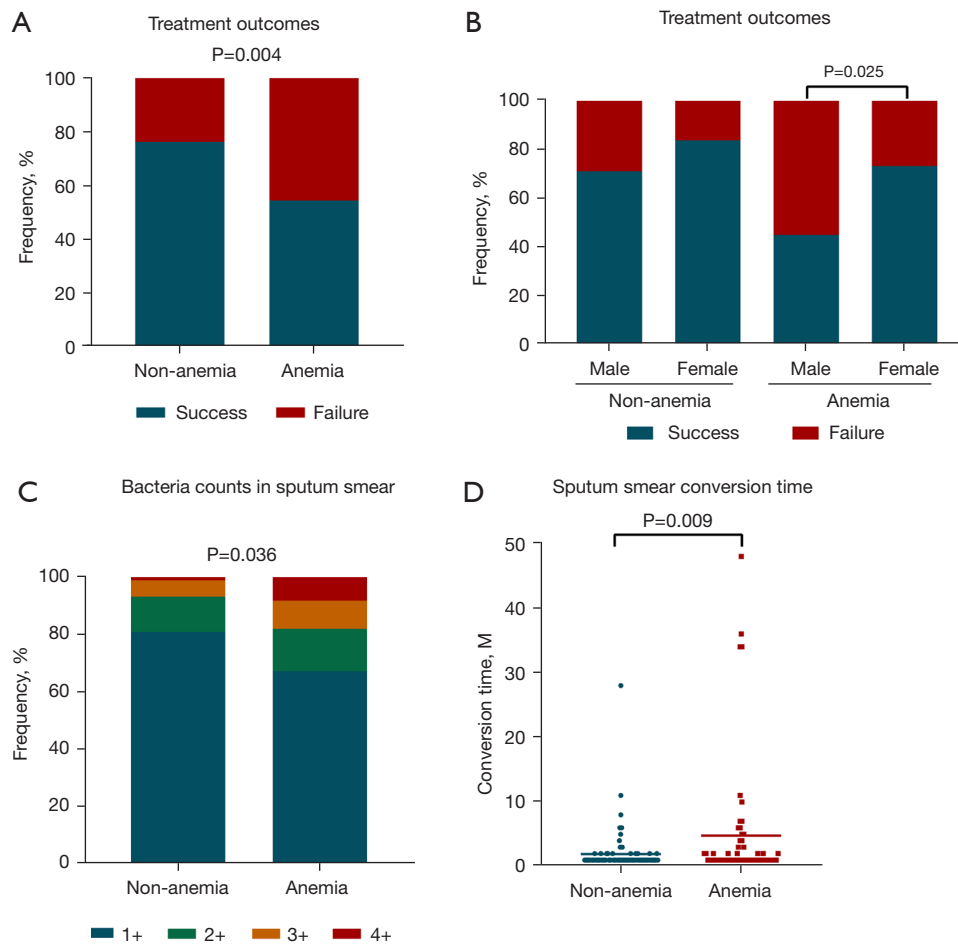 A
Treatment outcomes
P=0.004
Frequency, %
100
80
60
40
20
0
Non-anemia Anemia
Success Failure
B
Treatment outcomes
P=0.025
Frequency, %
100
80
60
40
20
0
Male Female Male Female
Non-anemia Anemia
Success Failure
C
Bacteria counts in sputum smear
P=0.036
Frequency, %
100
80
60
40
20
0
Non-anemia Anemia
1+ 2+ 3+ 4+
D
Sputum smear conversion time
P=0.009
Conversion time, M
50
40
30
20
10
0
Non-anemia Anemia